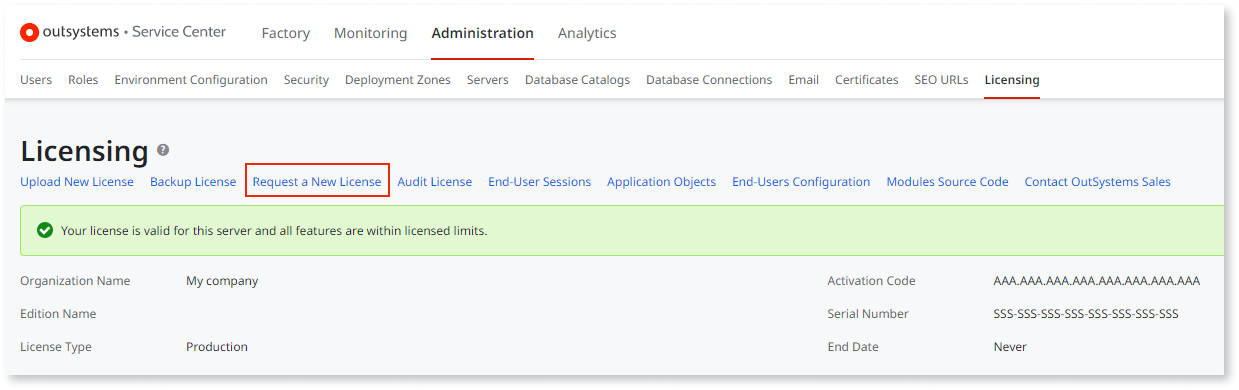 outsystems • Service Center Factory Monitoring Administration Analytics
Users Roles Environment Configuration Security Deployment Zones Servers Database Catalogs Database Connections Email Certificates SEO URLs Licensing
Licensing ?
Upload New License Backup License Request a New License Audit License End-User Sessions Application Objects End-Users Configuration Modules Source Code Contact OutSystems Sales
Your license is valid for this server and all features are within licensed limits.
Organization Name My company Activation Code AAA.AAA.AAA.AAA.AAA.AAA.AAA.AAA
Edition Name Serial Number SSS-SSS-SSS-SSS-SSS-SSS-SSS-SSS
License Type Production End Date Never